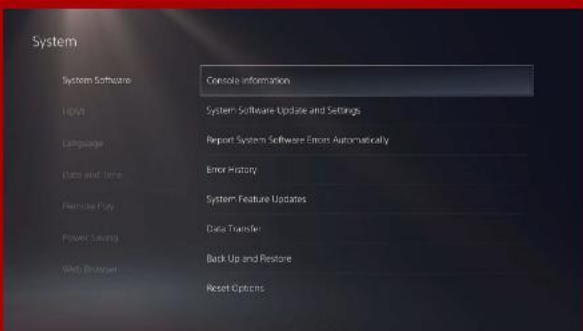 System
System Software
HDMI
Language
Date and Time
Remote Play
Power Saving
Web Browser
Console Information
System Software Update and Settings
Report System Software Errors Automatically
Error History
System Feature Updates
Data Transfer
Back Up and Restore
Reset Options